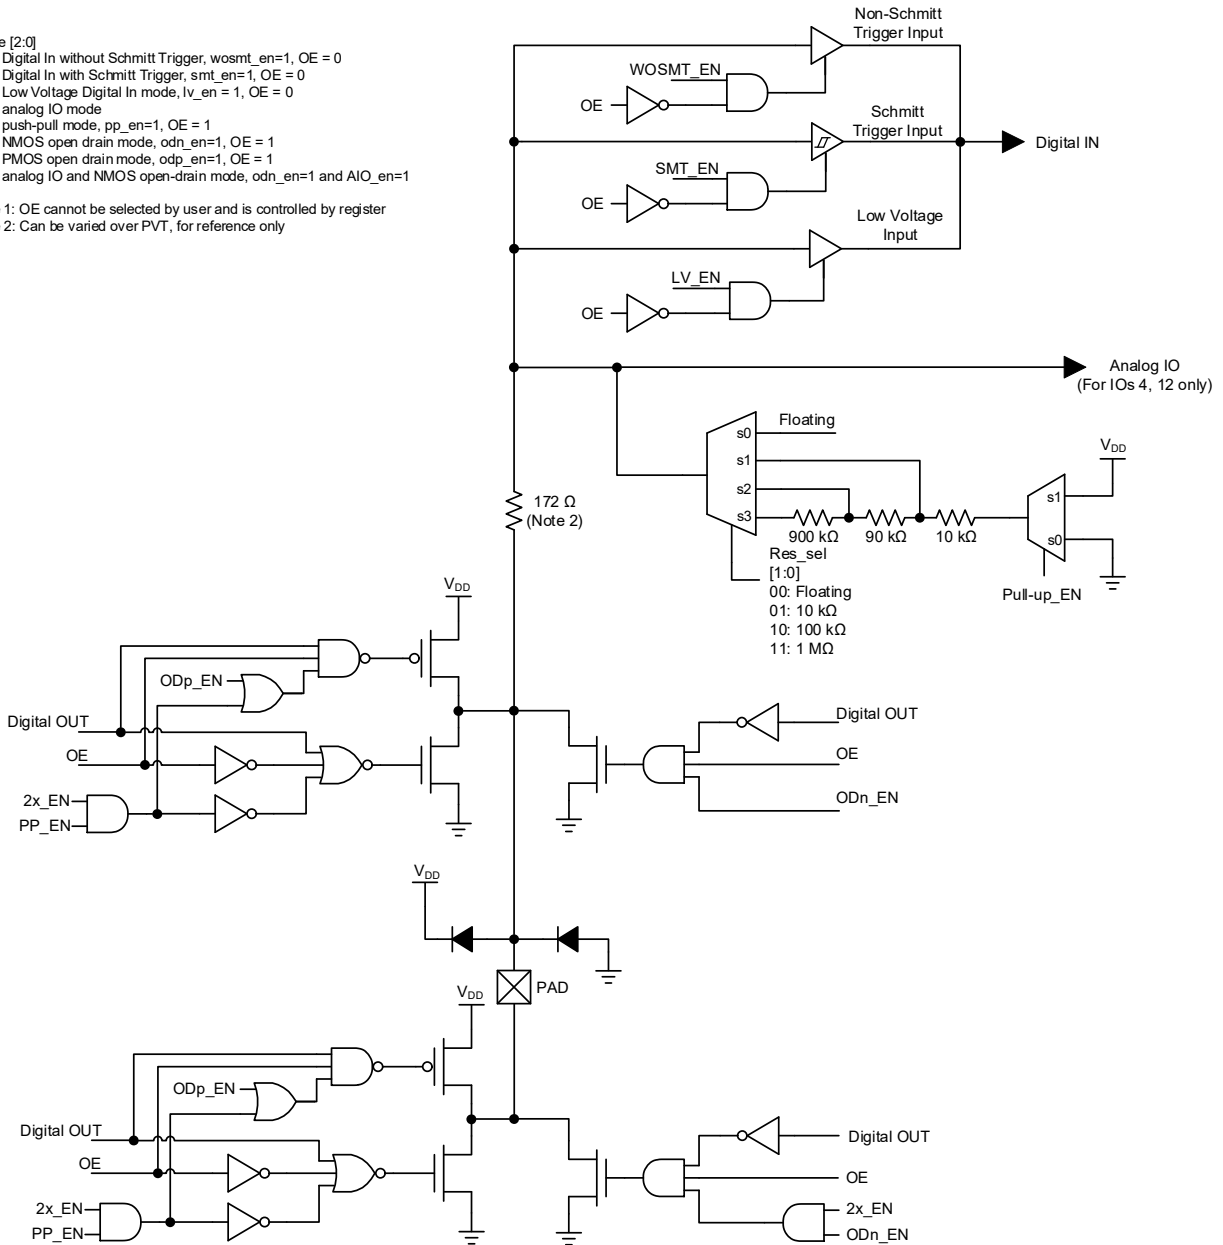 e [2:0]
Digital In without Schmitt Trigger, wosmt_en=1, OE = 0
Digital In with Schmitt Trigger, smt_en=1, OE = 0
Low Voltage Digital In mode, lv_en = 1, OE = 0
analog IO mode
push-pull mode, pp_en=1, OE = 1
NMOS open drain mode, odn_en=1, OE = 1
PMOS open drain mode, odp_en=1, OE = 1
analog IO and NMOS open-drain mode, odn_en=1 and AIO_en=1
1: OE cannot be selected by user and is controlled by register
2: Can be varied over PVT, for reference only
Non-Schmitt
Trigger Input
WOSMT_EN
OE
Schmitt
Trigger Input
Digital IN
SMT_EN
OE
Low Voltage
Input
LV_EN
OE
Analog IO
(For IOs 4, 12 only)
Floating
s0
s1
s2
s3
VDD
s1
s0
172 Ω
(Note 2)
900 kΩ
90 kΩ
10 kΩ
Res_sel
[1:0]
00: Floating
01: 10 kΩ
10: 100 kΩ
11: 1 MΩ
Pull-up_EN
VDD
ODp_EN
Digital OUT
OE
2x_EN
PP_EN
Digital OUT
OE
ODn_EN
VDD
PAD
VDD
ODp_EN
Digital OUT
OE
2x_EN
PP_EN
Digital OUT
OE
2x_EN
ODn_EN